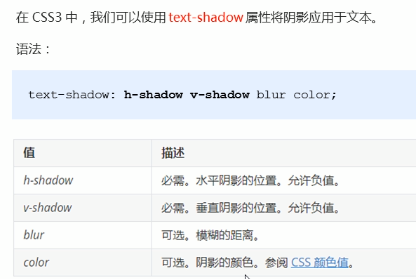 在 CSS3 中，我们可以使用 text-shadow 属性将阴影应用于文本。
语法：
text-shadow: h-shadow v-shadow blur color;
值 描述
h-shadow 必需。水平阴影的位置。允许负值。
v-shadow 必需。垂直阴影的位置。允许负值。
blur 可选。模糊的距离。
color 可选。阴影的颜色。参阅 CSS 颜色值。